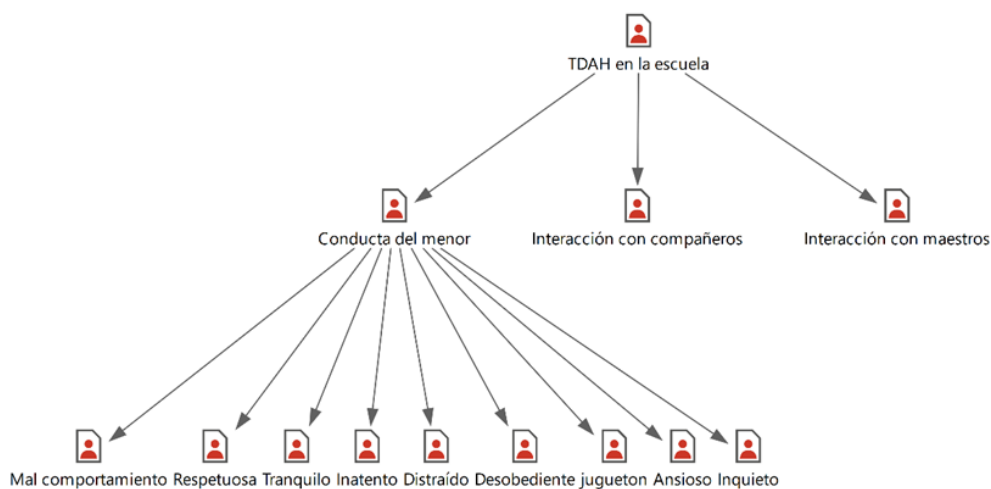 TDAH en la escuela
Conducta del menor
Interacción con compañeros
Interacción con maestros
Mal comportamiento
Respetuosa
Tranquilo
Inatento
Distraído
Desobediente
jugueton
Ansioso
Inquieto